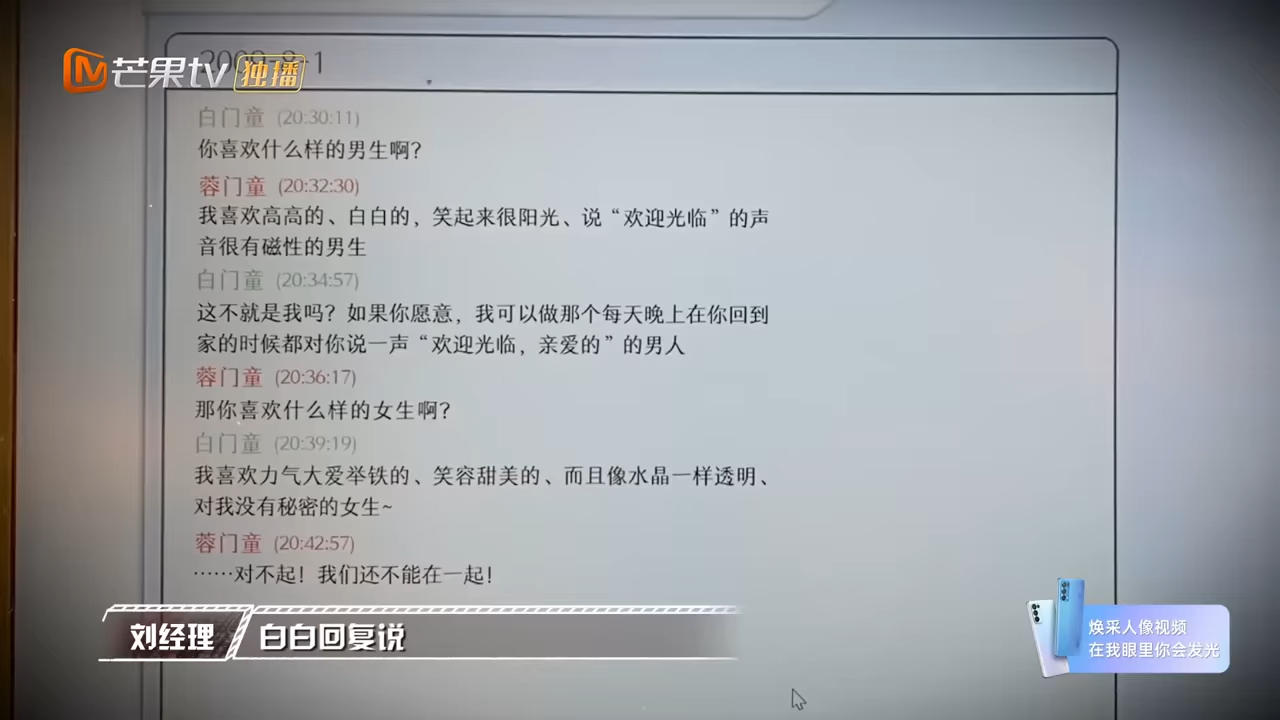 芒果tv 独播
白门童 (20:30:11)
你喜欢什么样的男生啊?
蓉门童 (20:32:30)
我喜欢高高的、白白的，笑起来很阳光、说“欢迎光临”的声
音很有磁性的男生
白门童 (20:34:57)
这不就是我吗? 如果你愿意，我可以做那个每天晚上在你回到
家的时候都对你说一声“欢迎光临，亲爱的”的男人
蓉门童 (20:36:17)
那你喜欢什么样的女生啊?
白门童 (20:39:19)
我喜欢力气大爱举铁的、笑容甜美的、而且像水晶一样透明、
对我没有秘密的女生~
蓉门童 (20:42:57)
……对不起! 我们还不能在一起!
刘经理 白白回复说
焕采人像视频
在我眼里你会发光